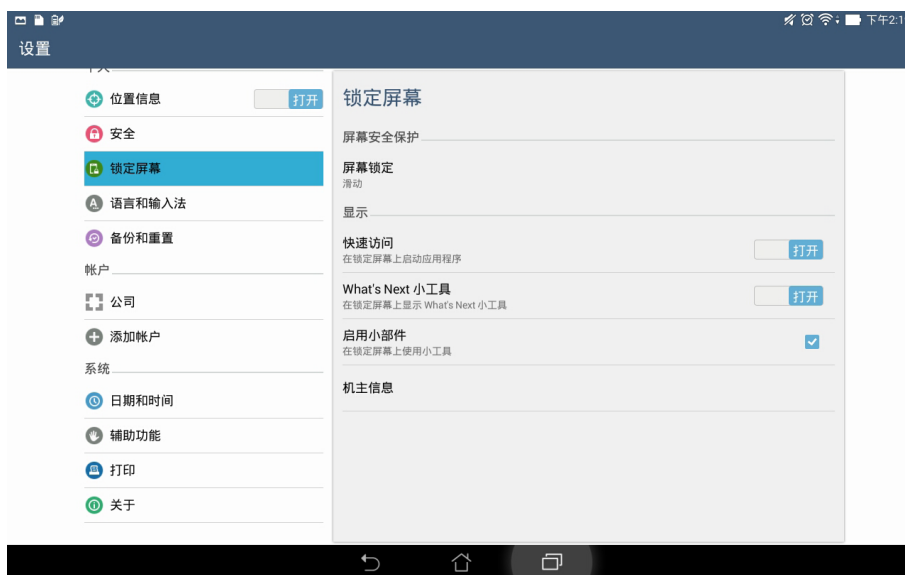 下午2:1
设置
个人
位置信息 打开
安全
锁定屏幕
语言和输入法
备份和重置
帐户
公司
添加帐户
系统
日期和时间
辅助功能
打印
关于
锁定屏幕
屏幕安全保护
屏幕锁定
滑动
显示
快速访问
在锁定屏幕上启动应用程序
打开
What's Next 小工具
在锁定屏幕上显示 What's Next 小工具
打开
启用小部件
在锁定屏幕上使用小工具
机主信息